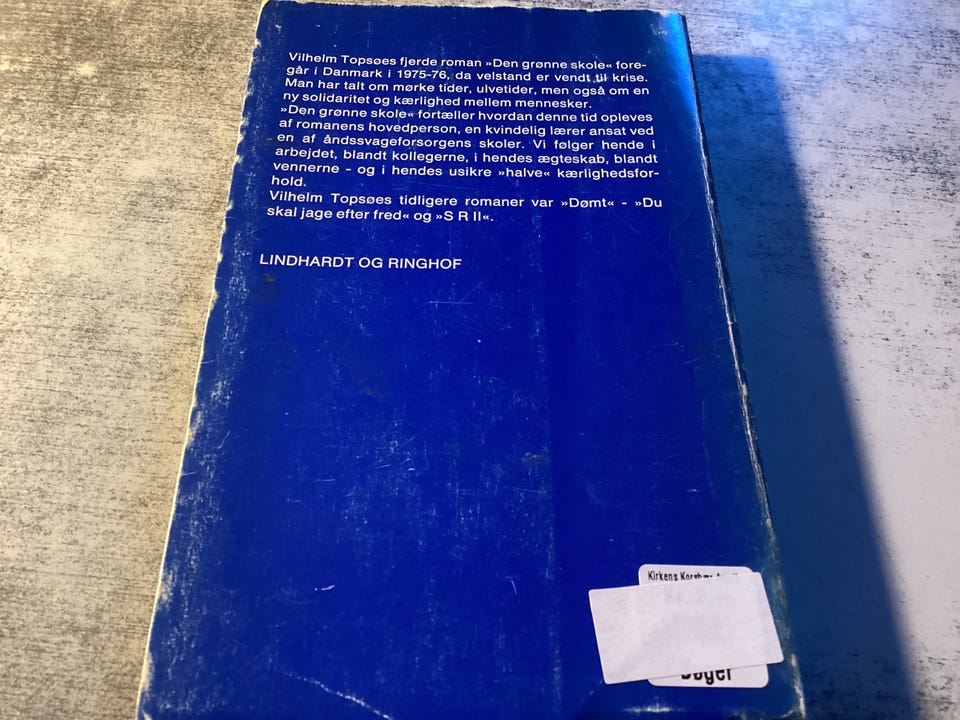 Vilhelm Topsøes fjerde roman »Den grønne skole« fore-
går i Danmark i 1975-76, da velstand er vendt til krise.
Man har talt om mørke tider, ulvetider, men også om en
ny solidaritet og kærlighed mellem mennesker.
»Den grønne skole« fortæller hvordan denne tid opleves
af romanens hovedperson, en kvindelig lærer ansat ved
en af åndssvageforsorgens skoler. Vi følger hende i
arbejdet, blandt kollegerne, i hendes ægteskab, blandt
vennerne - og i hendes usikre »halve« kærlighedsfor-
hold.
Vilhelm Topsøes tidligere romaner var »Dømt« - »Du
skal jage efter fred« og »S R II«.
LINDHARDT OG RINGHOF
Kirkens
Bøger